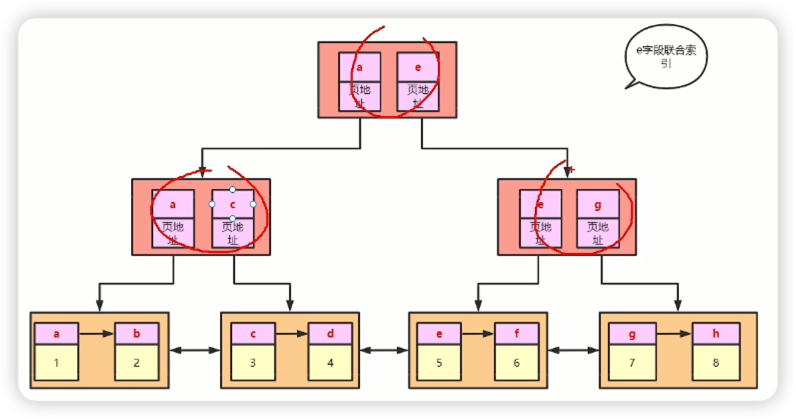 e字段联合索
引
a e
页地 页地
址 址
a c e g
页地 页地 页地 页地
址 址 址 址
a b c d e f g h
1 2 3 4 5 6 7 8